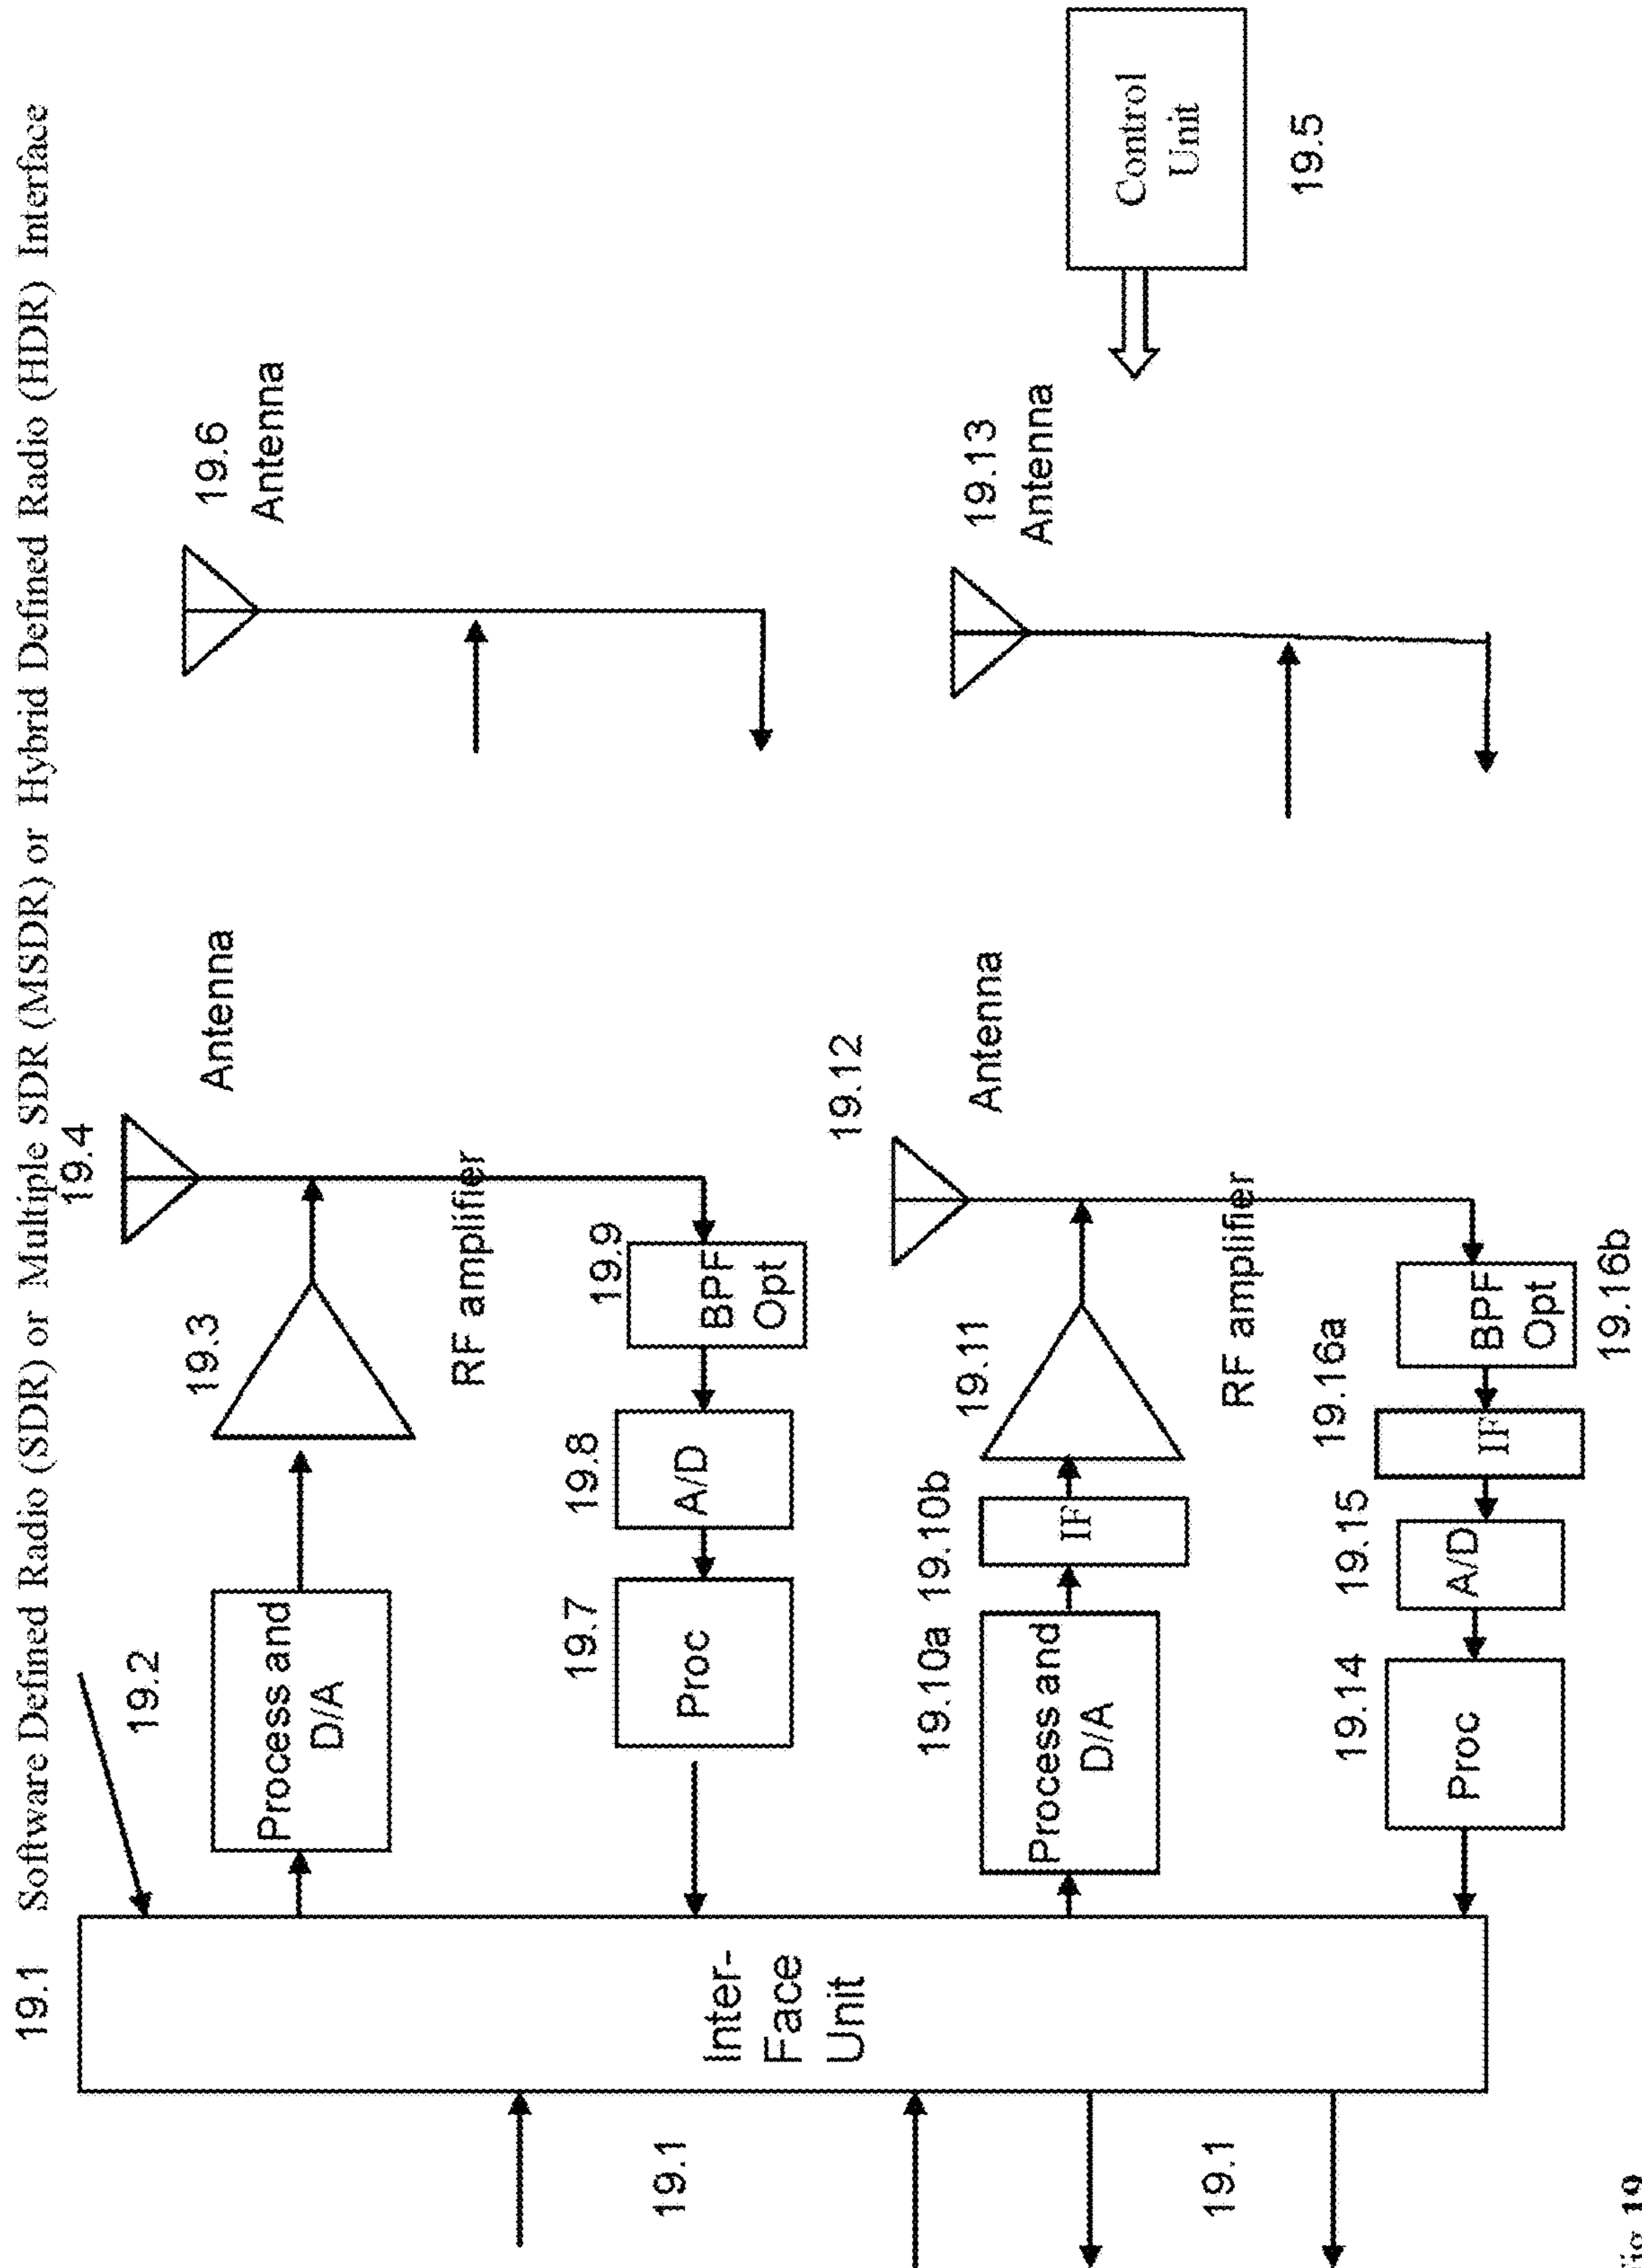 19.1 Software Defined Radio (SDR) or Multiple SDR (MSDR) or Hybrid Defined Radio (HDR) Interface
19.4
Antenna
19.6
Antenna
19.2
19.3
Process and
D/A
RF amplifier
19.7
19.8
19.9
Proc
A/D
BPF
Opt
Inter-
Face
Unit
19.1
19.12
Antenna
19.13
Antenna
Control
Unit
19.5
19.10a
19.10b
19.11
Process and
D/A
IF
RF amplifier
19.14
19.15
19.16a
Proc
A/D
IF
BPF
Opt
19.16b
19.1
19